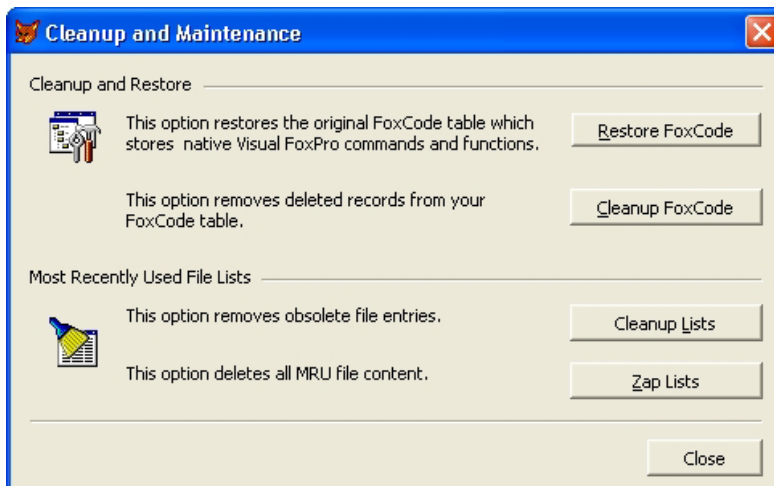 Cleanup and Maintenance
Cleanup and Restore
This option restores the original FoxCode table which
stores  native Visual FoxPro commands and functions.
Restore FoxCode
This option removes deleted records from your
FoxCode table.
Cleanup FoxCode
Most Recently Used File Lists
This option removes obsolete file entries.
Cleanup Lists
This option deletes all MRU file content.
Zap Lists
Close